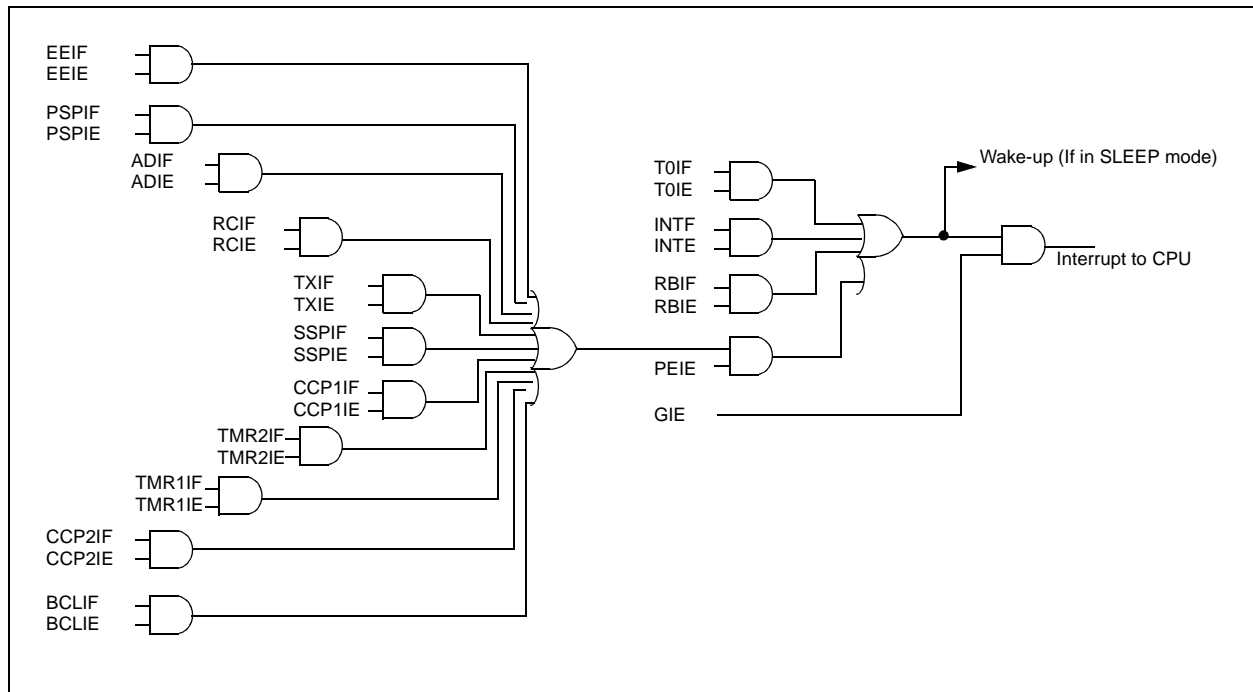 EEIF
EEIE
PSPIF
PSPIE
ADIF
ADIE
RCIF
RCIE
TXIF
TXIE
SSPIF
SSPIE
CCP1IF
CCP1IE
TMR2IF
TMR2IE
TMR1IF
TMR1IE
CCP2IF
CCP2IE
BCLIF
BCLIE
T0IF
T0IE
INTF
INTE
RBIF
RBIE
PEIE
GIE
Wake-up (If in SLEEP mode)
Interrupt to CPU